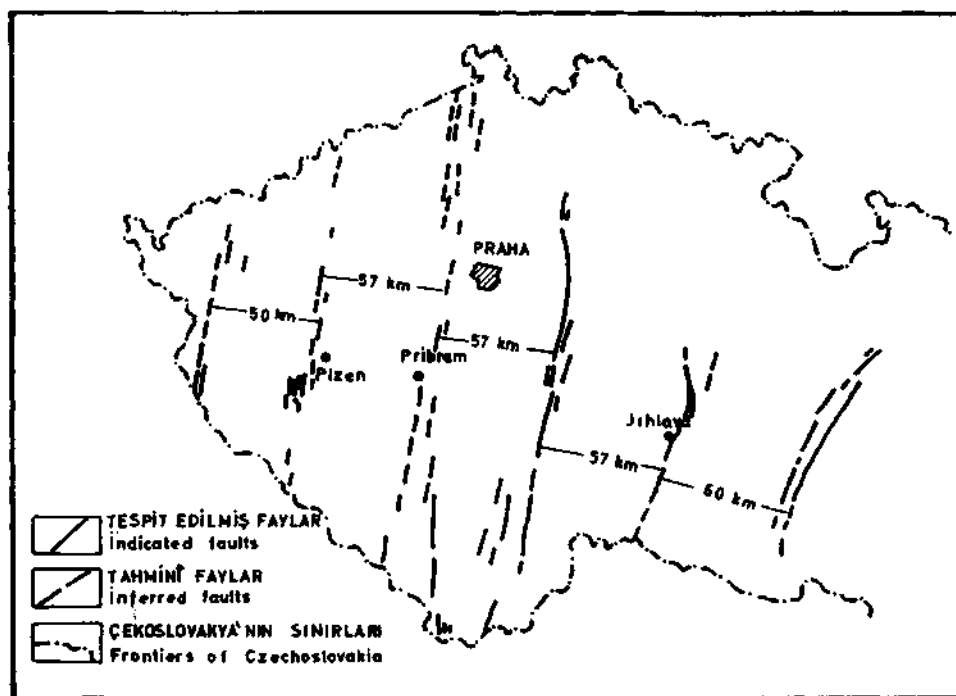 PRAHA
57 km
50 km
57 km
Plzen
Pribram
Jihlava
57 km
60 km
TESPİT EDİLMİŞ FAYLAR
Indicated faults
TAHMİNİ FAYLAR
Inferred faults
ÇEKOSLOVAKYA'NIN SINIRLARI
Frontiers of Czechoslovakia